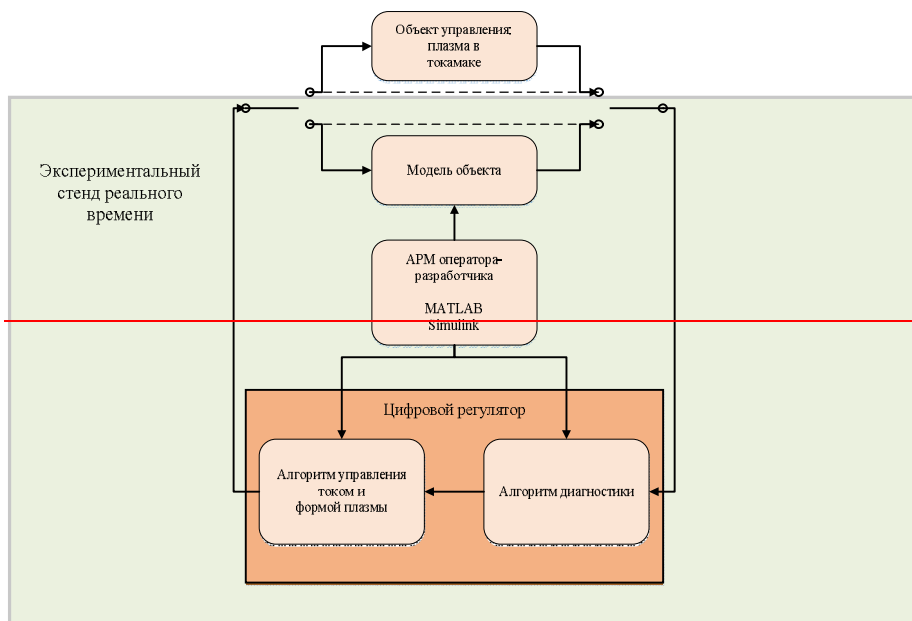 Объект управления:
плазма в
токамаке
Экспериментальный
стенд реального
времени
Модель объекта
АРМ оператора-
разработчика
MATLAB
Simulink
Цифровой регулятор
Алгоритм управления
током и
формой плазмы
Алгоритм диагностики